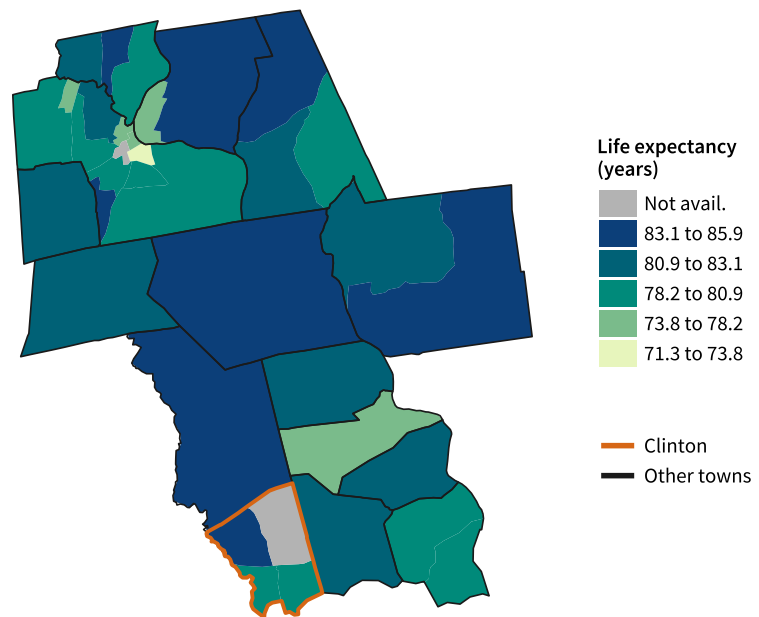 Life expectancy
(years)
Not avail.
83.1 to 85.9
80.9 to 83.1
78.2 to 80.9
73.8 to 78.2
71.3 to 73.8
Clinton
Other towns